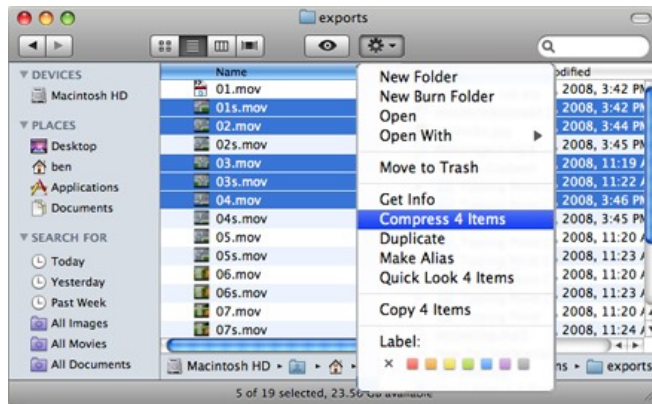 exports
Name
odified
▼ DEVICES
Macintosh HD
▼ PLACES
Desktop
ben
Applications
Documents
▼ SEARCH FOR
Today
Yesterday
Past Week
All Images
All Movies
All Documents
01.mov
2008, 3:42 PM
01s.mov
2008, 3:42 PM
02.mov
2008, 3:44 PM
02s.mov
2008, 3:45 PM
03.mov
2008, 11:19 A
03s.mov
2008, 11:22 A
04.mov
2008, 3:46 PM
04s.mov
2008, 3:45 PM
05.mov
2008, 11:20 A
05s.mov
2008, 11:23 A
06.mov
2008, 11:20 A
06s.mov
2008, 11:23 A
07.mov
2008, 11:20 A
07s.mov
2008, 11:24 A
New Folder
New Burn Folder
Open
Open With
Move to Trash
Get Info
Compress 4 Items
Duplicate
Make Alias
Quick Look 4 Items
Copy 4 Items
Label:
×
Macintosh HD
ns
exports
5 of 19 selected, 23.56 GB available